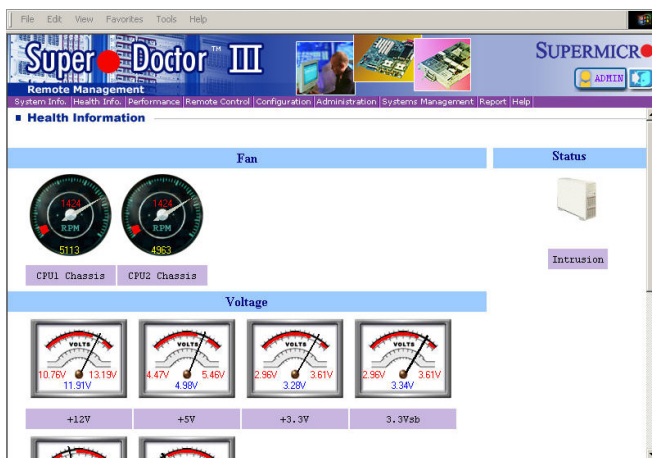 File Edit View Favorites Tools Help
Super Doctor™ III
Remote Management
SUPERMICR
ADMIN
System Info. Health Info. Performance Remote Control Configuration Administration Systems Management Report Help
Health Information
Fan
Status
1424
RPM
5113
1424
RPM
4963
CPU1 Chassis
CPU2 Chassis
Intrusion
Voltage
VOLTS
10.76V 13.19V
11.91V
VOLTS
4.47V 5.46V
4.98V
VOLTS
2.96V 3.61V
3.28V
VOLTS
2.96V 3.61V
3.34V
+12V
+5V
+3.3V
3.3Vsb